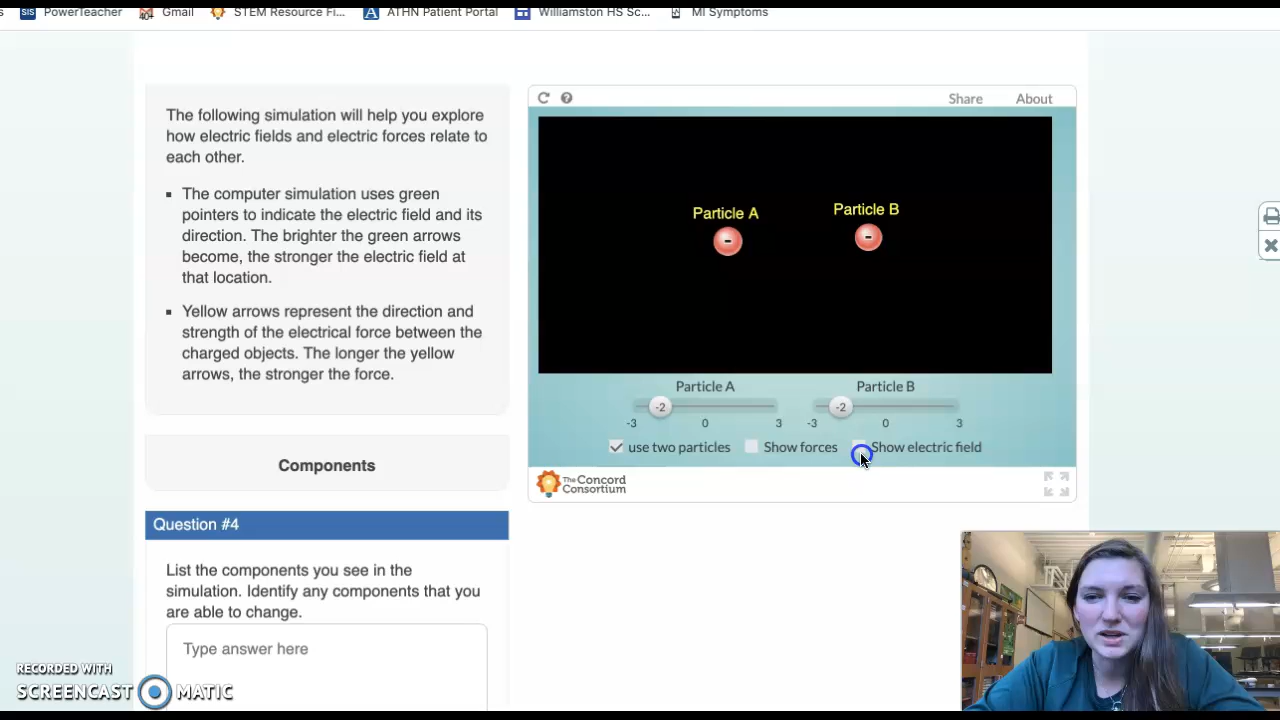 SIS PowerTeacher 40+ Gmail STEM Resource Fi... A ATHN Patient Portal Williamston HS Sc... MI Symptoms
Share About
The following simulation will help you explore
how electric fields and electric forces relate to
each other.
▪ The computer simulation uses green
pointers to indicate the electric field and its
direction. The brighter the green arrows
become, the stronger the electric field at
that location.
▪ Yellow arrows represent the direction and
strength of the electrical force between the
charged objects. The longer the yellow
arrows, the stronger the force.
Components
Question #4
List the components you see in the
simulation. Identify any components that you
are able to change.
Type answer here
Particle A Particle B
- -
Particle A Particle B
-2 -2
-3 0 3 -3 0 3
use two particles Show forces Show electric field
The Concord
Consortium
RECORDED WITH
SCREENCAST MATIC